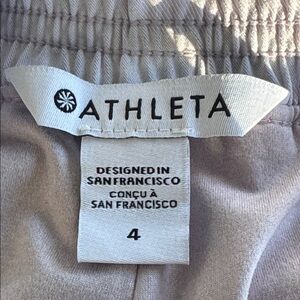 ATHLETA
DESIGNED IN
SAN FRANCISCO
CONÇU À
SAN FRANCISCO
4